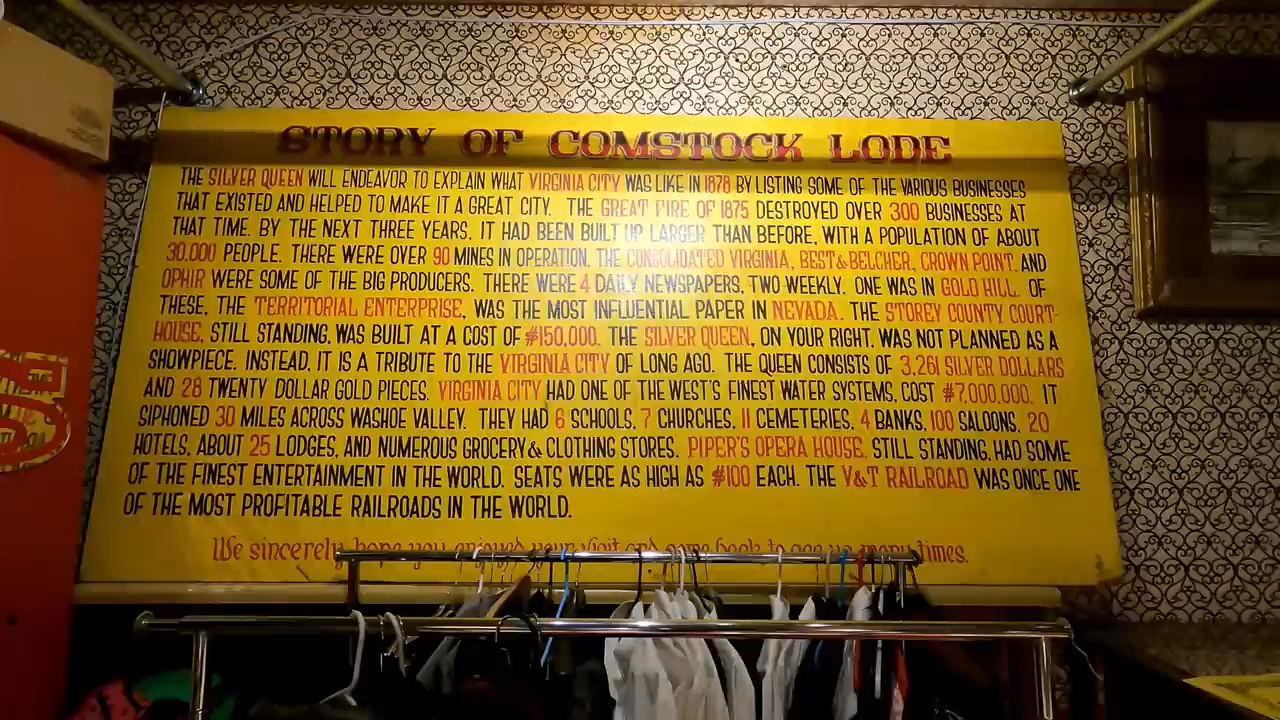 STORY OF COMSTOCK LODE
THE SILVER QUEEN WILL ENDEAVOR TO EXPLAIN WHAT VIRGINIA CITY WAS LIKE IN 1878 BY LISTING SOME OF THE VARIOUS BUSINESSES
THAT EXISTED AND HELPED TO MAKE IT A GREAT CITY. THE GREAT FIRE OF 1875 DESTROYED OVER 300 BUSINESSES AT
THAT TIME. BY THE NEXT THREE YEARS, IT HAD BEEN BUILT UP LARGER THAN BEFORE, WITH A POPULATION OF ABOUT
30.000 PEOPLE. THERE WERE OVER 90 MINES IN OPERATION. THE CONSOLIDATED VIRGINIA, BEST & BELCHER, CROWN POINT, AND
OPHIR WERE SOME OF THE BIG PRODUCERS. THERE WERE 4 DAILY NEWSPAPERS, TWO WEEKLY. ONE WAS IN GOLD HILL. OF
THESE, THE TERRITORIAL ENTERPRISE, WAS THE MOST INFLUENTIAL PAPER IN NEVADA. THE STOREY COUNTY COURT-
HOUSE, STILL STANDING, WAS BUILT AT A COST OF $150,000. THE SILVER QUEEN, ON YOUR RIGHT, WAS NOT PLANNED AS A
SHOWPIECE. INSTEAD, IT IS A TRIBUTE TO THE VIRGINIA CITY OF LONG AGO. THE QUEEN CONSISTS OF 3,261 SILVER DOLLARS
AND 28 TWENTY DOLLAR GOLD PIECES. VIRGINIA CITY HAD ONE OF THE WEST'S FINEST WATER SYSTEMS, COST $7,000,000. IT
SIPHONED 30 MILES ACROSS WASHOE VALLEY. THEY HAD 6 SCHOOLS, 7 CHURCHES, 11 CEMETERIES, 4 BANKS, 100 SALOONS, 20
HOTELS, ABOUT 25 LODGES, AND NUMEROUS GROCERY & CLOTHING STORES. PIPER'S OPERA HOUSE, STILL STANDING, HAD SOME
OF THE FINEST ENTERTAINMENT IN THE WORLD. SEATS WERE AS HIGH AS $100 EACH. THE V&T RAILROAD WAS ONCE ONE
OF THE MOST PROFITABLE RAILROADS IN THE WORLD.
We sincerely hope you enjoyed your visit and come back to see us many times.